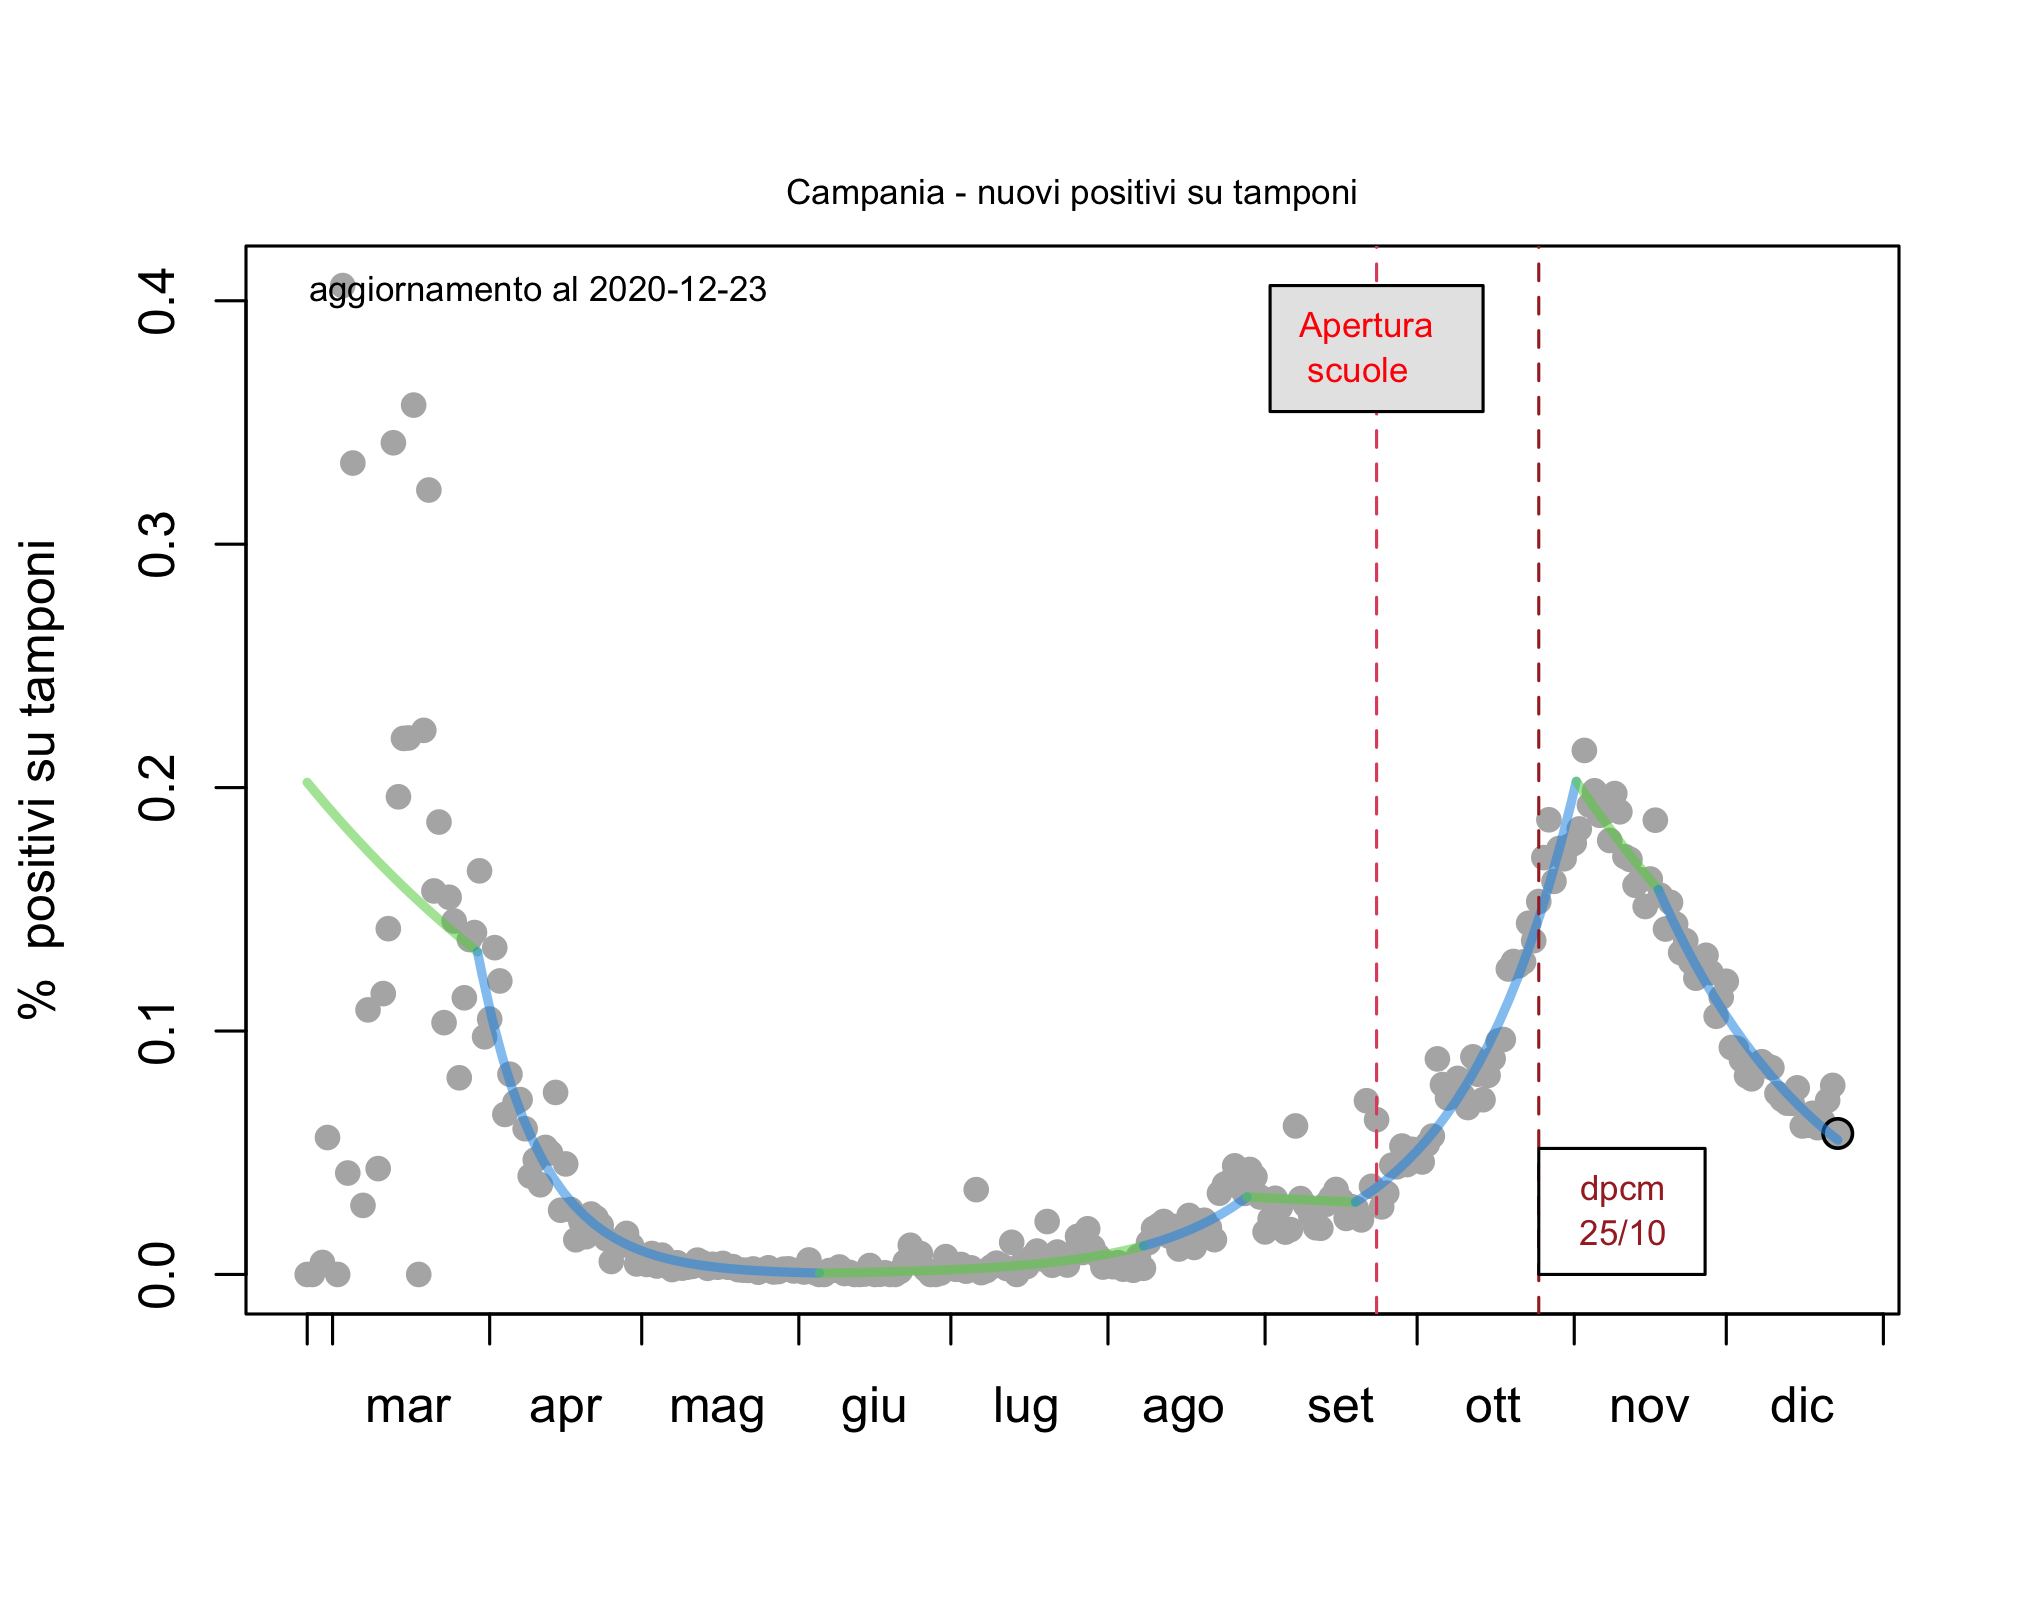 Campania - nuovi positivi su tamponi
aggiornamento al 2020-12-23
Apertura
scuole
dpcm
25/10
% positivi su tamponi
0.4
0.3
0.2
0.1
0.0
mar apr mag giu lug ago set ott nov dic